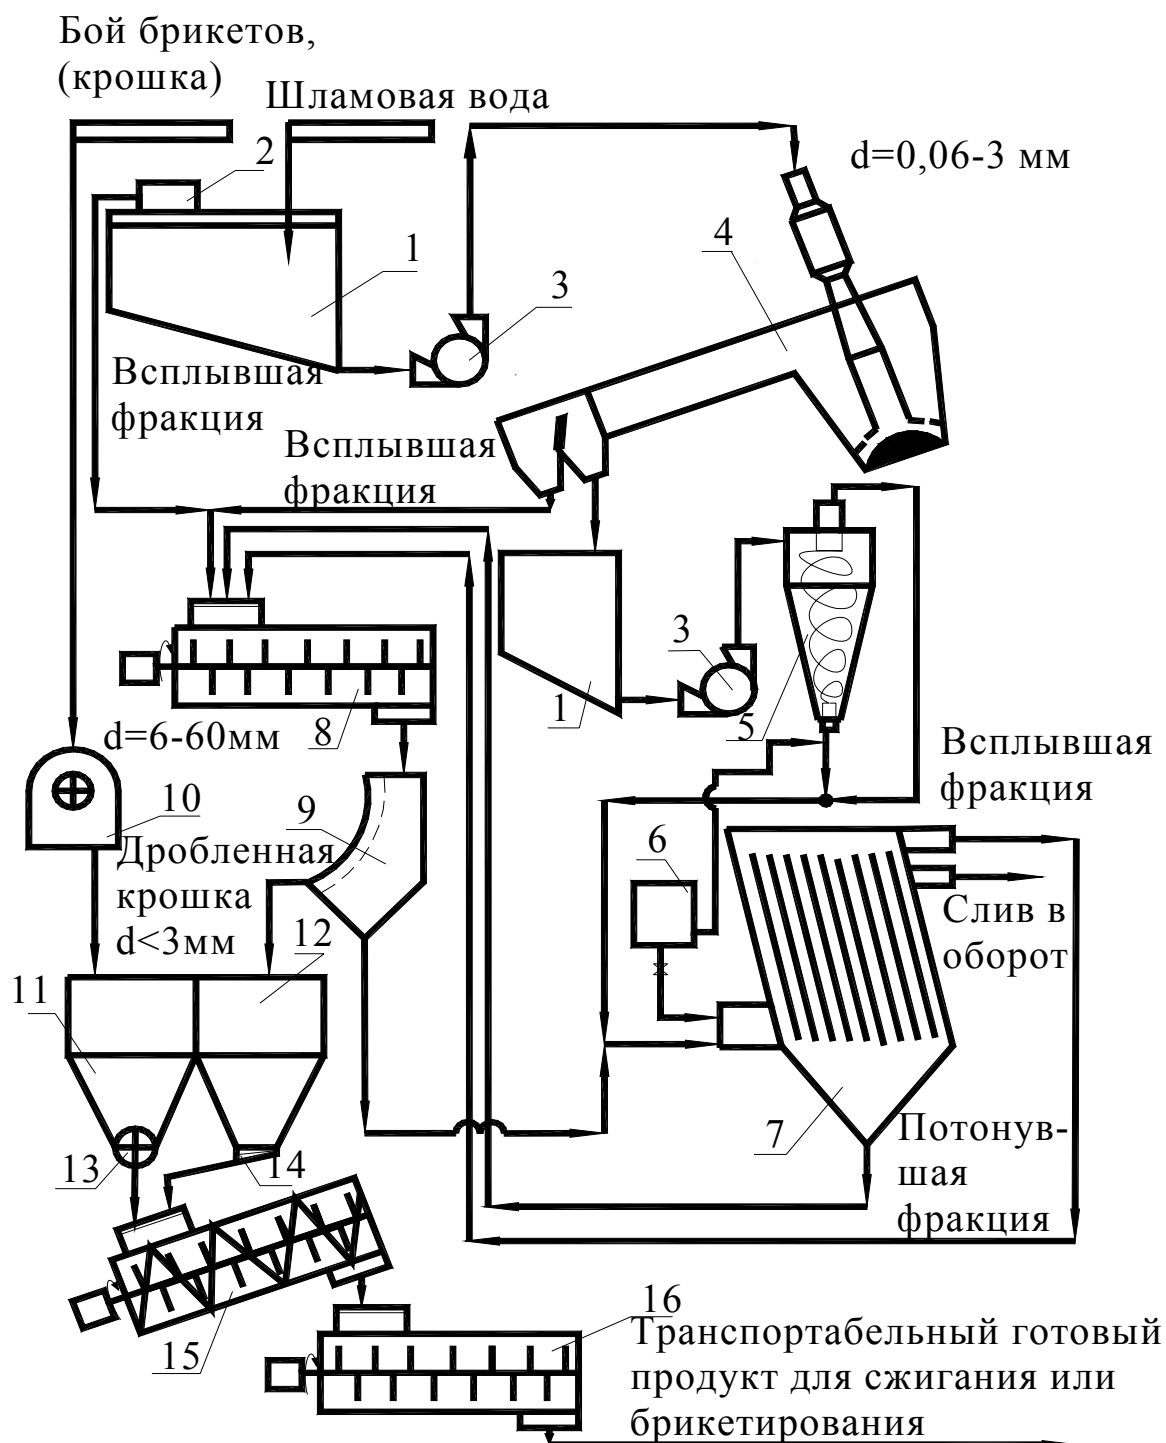 Бой брикетов,
(крошка)
Шламовая вода
2
d=0,06-3 мм
4
1
3
Всплывшая
фракция
Всплывшая
фракция
3
1
5
8
d=6-60мм
Всплывшая
фракция
10
9
6
Дробленная
крошка
d<3мм
Слив в
оборот
12
11
7
Потонув-
шая
фракция
13
14
15
16
Транспортабельный готовый
продукт для сжигания или
брикетирования